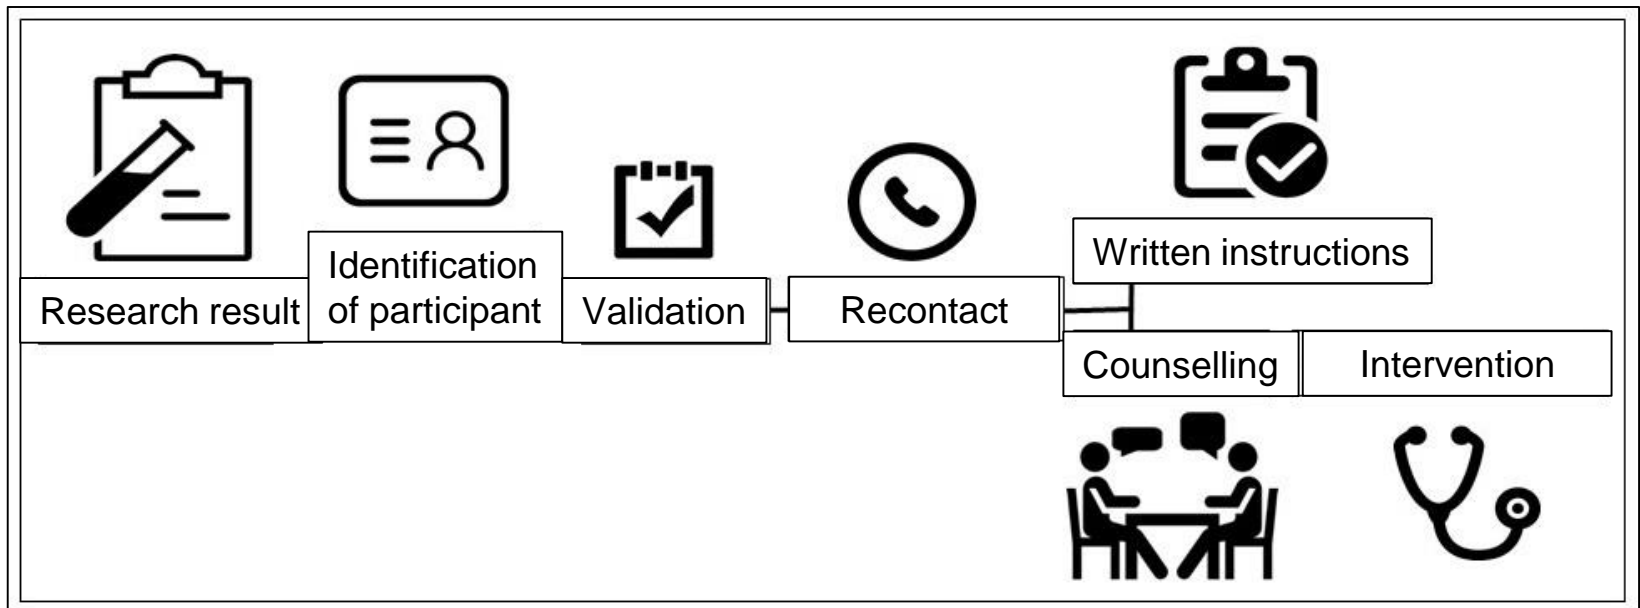 Research result
Identification
of participant
Validation
Recontact
Written instructions
Counselling
Intervention